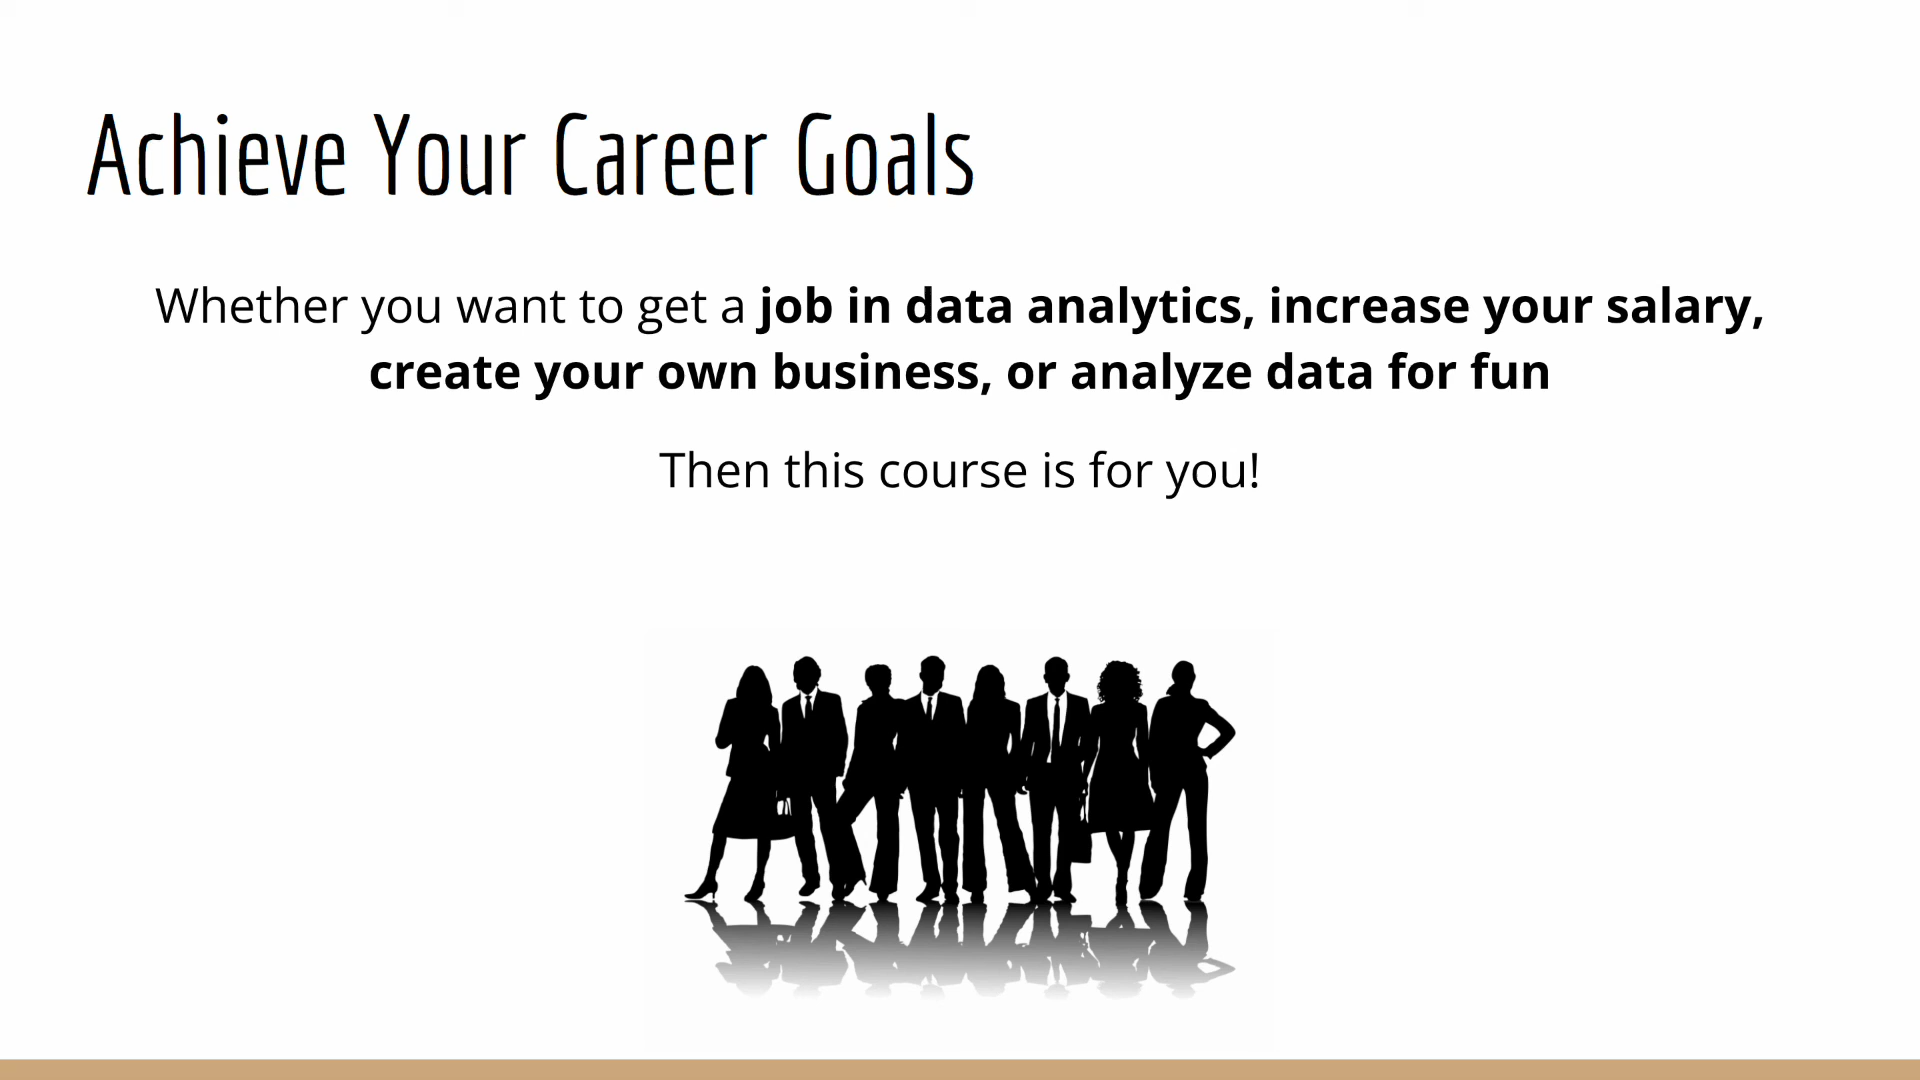 Achieve Your Career Goals
Whether you want to get a job in data analytics, increase your salary,
create your own business, or analyze data for fun
Then this course is for you!